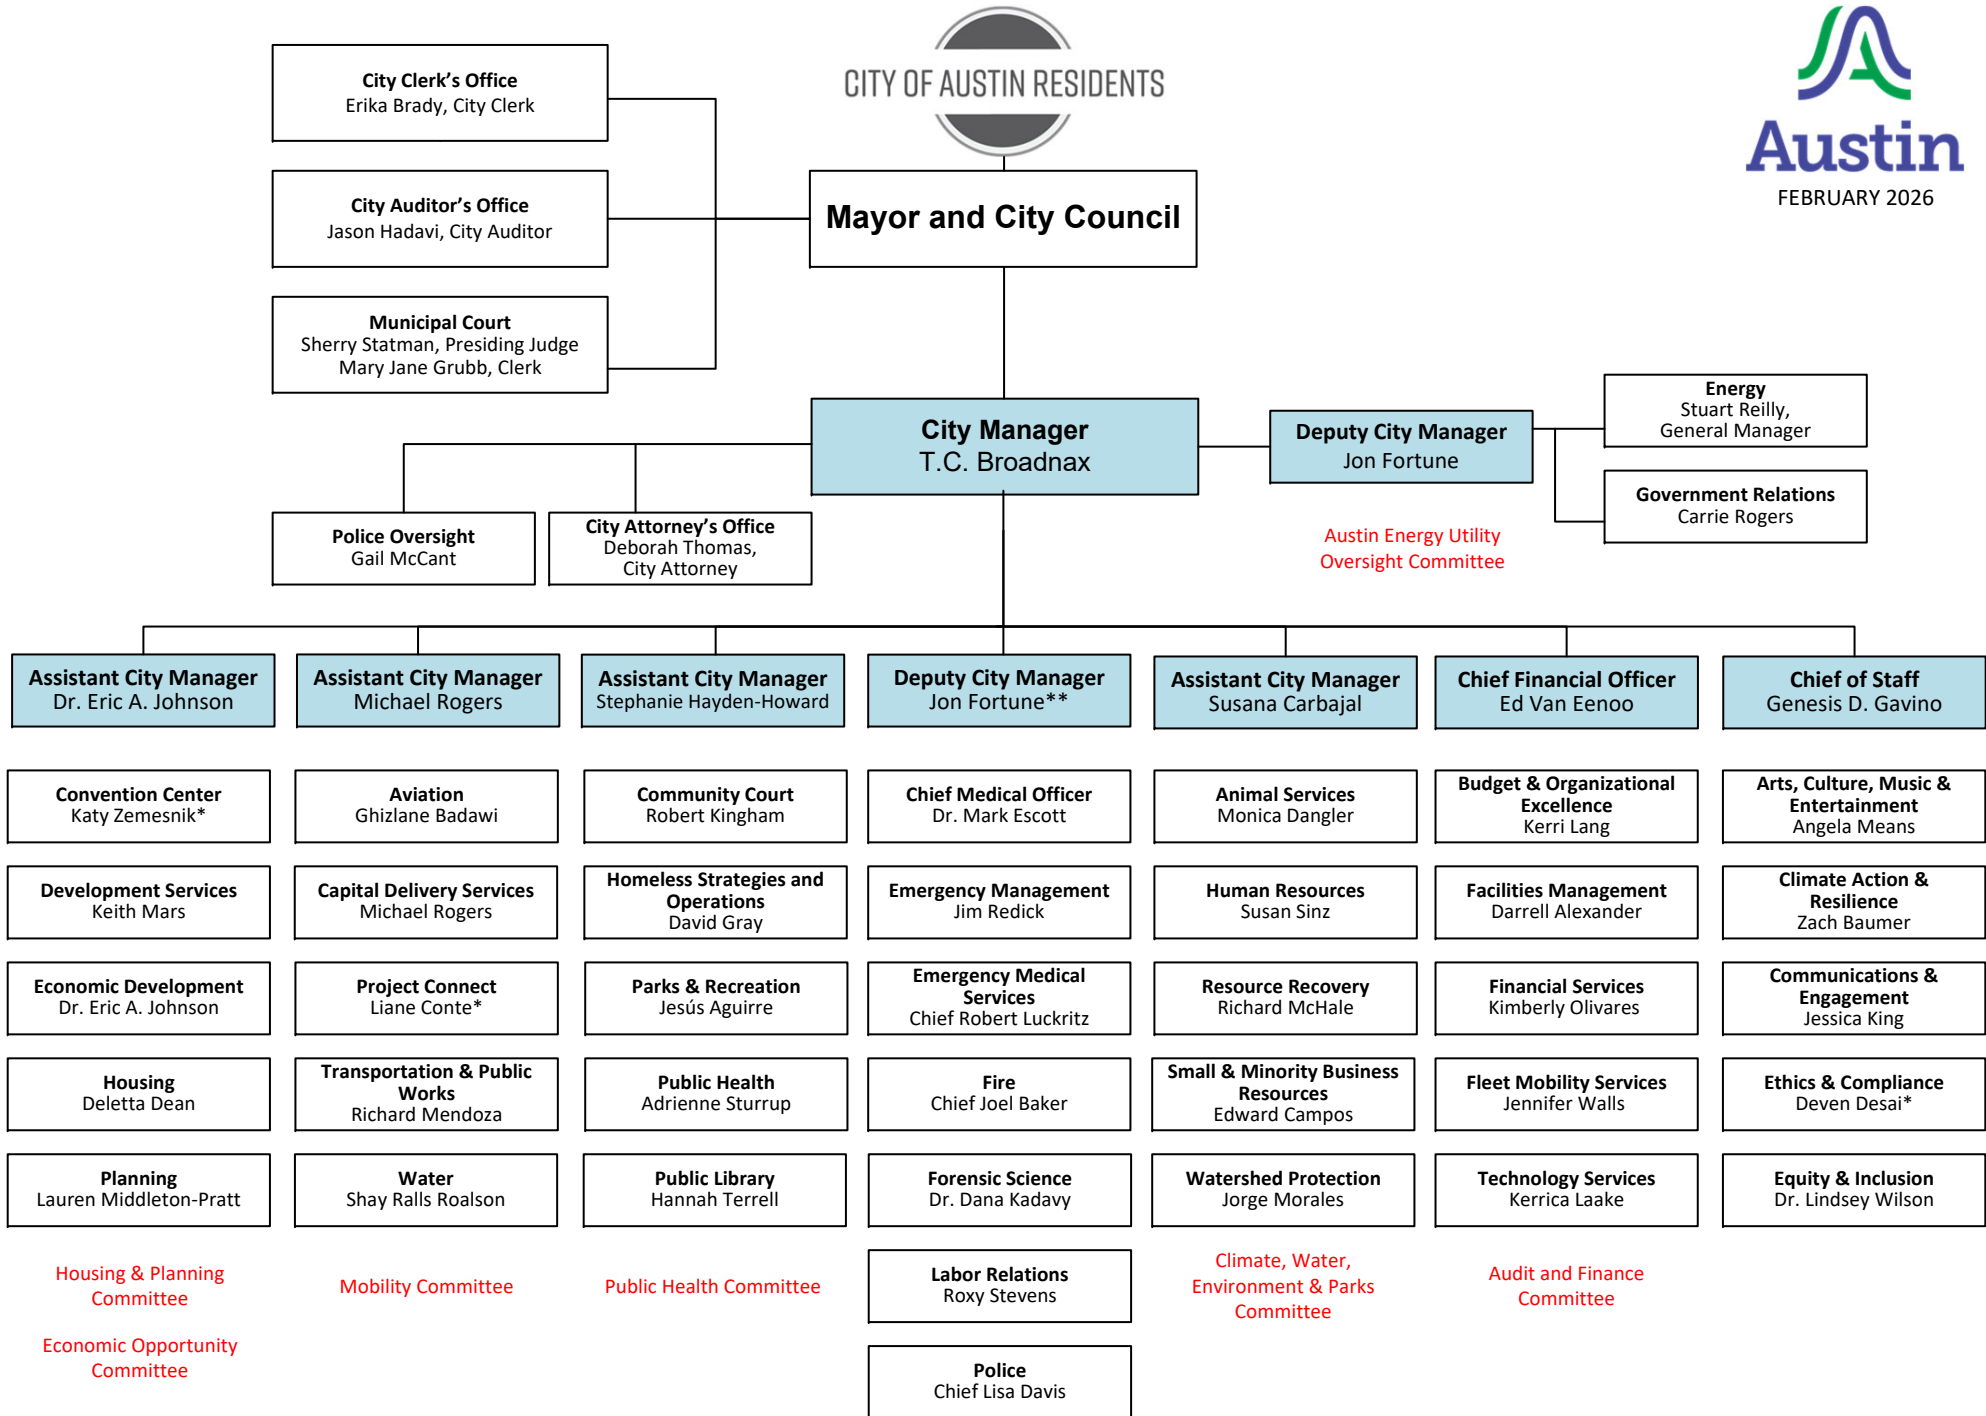 City Clerk's Office
Erika Brady, City Clerk
City Auditor's Office
Jason Hadavi, City Auditor
Municipal Court
Sherry Statman, Presiding Judge
Mary Jane Grubb, Clerk
CITY OF AUSTIN RESIDENTS
Mayor and City Council
Austin
FEBRUARY 2026
City Manager
T.C. Broadnax
Deputy City Manager
Jon Fortune
Energy
Stuart Reilly,
General Manager
Government Relations
Carrie Rogers
Austin Energy Utility
Oversight Committee
Police Oversight
Gail McCant
City Attorney's Office
Deborah Thomas,
City Attorney
Assistant City Manager
Dr. Eric A. Johnson
Convention Center
Katy Zemesnik*
Development Services
Keith Mars
Economic Development
Dr. Eric A. Johnson
Housing
Deletta Dean
Planning
Lauren Middleton-Pratt
Housing & Planning
Committee
Economic Opportunity
Committee
Assistant City Manager
Michael Rogers
Aviation
Ghizlane Badawi
Capital Delivery Services
Michael Rogers
Project Connect
Liane Conte*
Transportation & Public
Works
Richard Mendoza
Water
Shay Ralls Roalson
Mobility Committee
Assistant City Manager
Stephanie Hayden-Howard
Community Court
Robert Kingham
Homeless Strategies and
Operations
David Gray
Parks & Recreation
Jesús Aguirre
Public Health
Adrienne Sturrup
Public Library
Hannah Terrell
Public Health Committee
Deputy City Manager
Jon Fortune**
Chief Medical Officer
Dr. Mark Escott
Emergency Management
Jim Redick
Emergency Medical
Services
Chief Robert Luckritz
Fire
Chief Joel Baker
Forensic Science
Dr. Dana Kadavy
Labor Relations
Roxy Stevens
Police
Chief Lisa Davis
Assistant City Manager
Susana Carbajal
Animal Services
Monica Dangler
Human Resources
Susan Sinz
Resource Recovery
Richard McHale
Small & Minority Business
Resources
Edward Campos
Watershed Protection
Jorge Morales
Climate, Water,
Environment & Parks
Committee
Chief Financial Officer
Ed Van Eenoo
Budget & Organizational
Excellence
Kerri Lang
Facilities Management
Darrell Alexander
Financial Services
Kimberly Olivares
Fleet Mobility Services
Jennifer Walls
Technology Services
Kerrica Laake
Audit and Finance
Committee
Chief of Staff
Genesis D. Gavino
Arts, Culture, Music &
Entertainment
Angela Means
Climate Action &
Resilience
Zach Baumer
Communications &
Engagement
Jessica King
Ethics & Compliance
Deven Desai*
Equity & Inclusion
Dr. Lindsey Wilson